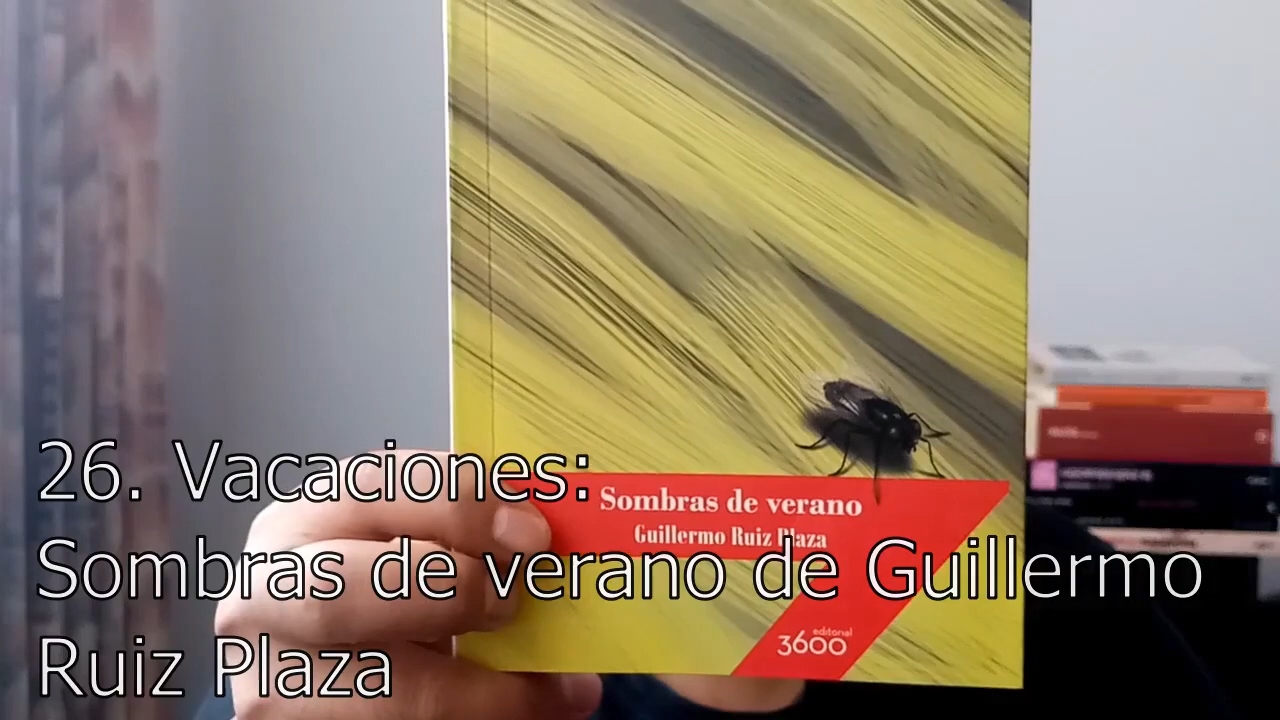 Sombras de verano
Guillermo Ruiz Plaza
editorial
3600
26. Vacaciones:
Sombras de verano de Guillermo
Ruiz Plaza